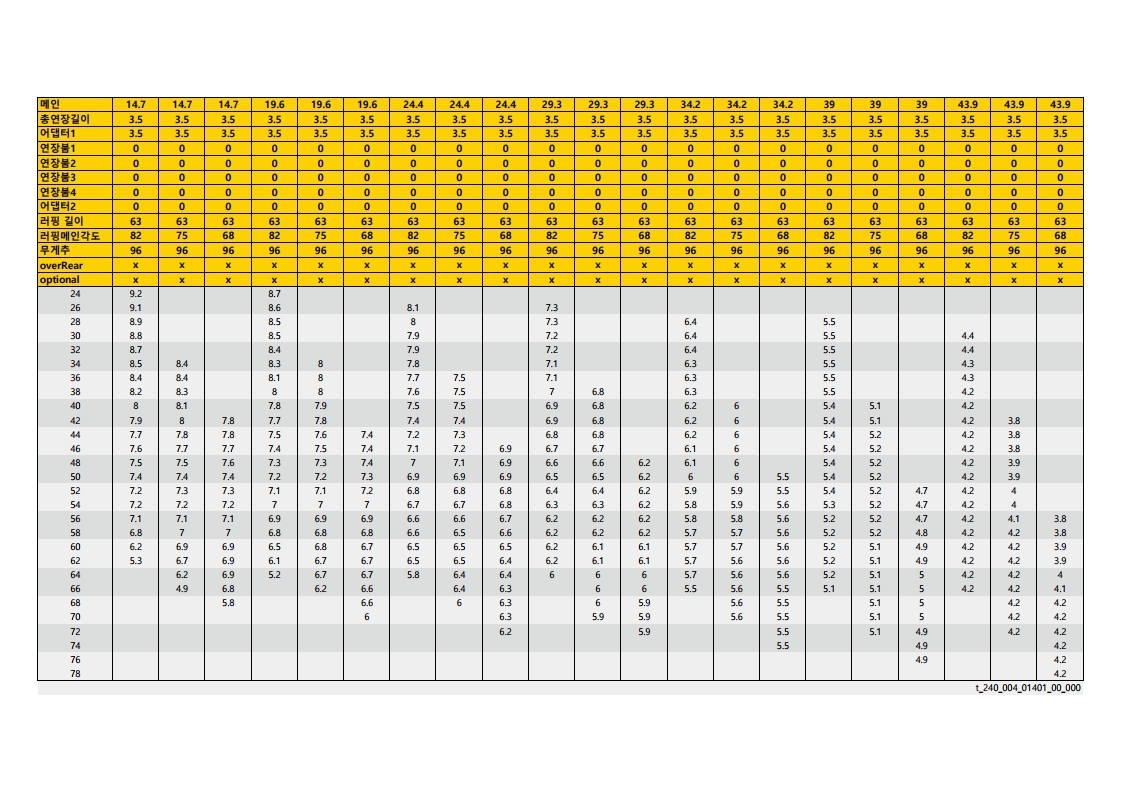 메인 14.7 14.7 14.7 19.6 19.6 19.6 24.4 24.4 24.4 29.3 29.3 29.3 34.2 34.2 34.2 39 39 39 43.9 43.9 43.9
총연장길이 3.5 3.5 3.5 3.5 3.5 3.5 3.5 3.5 3.5 3.5 3.5 3.5 3.5 3.5 3.5 3.5 3.5 3.5 3.5 3.5 3.5
어댑터1 3.5 3.5 3.5 3.5 3.5 3.5 3.5 3.5 3.5 3.5 3.5 3.5 3.5 3.5 3.5 3.5 3.5 3.5 3.5 3.5 3.5
연장붐1 0 0 0 0 0 0 0 0 0 0 0 0 0 0 0 0 0 0 0 0 0
연장붐2 0 0 0 0 0 0 0 0 0 0 0 0 0 0 0 0 0 0 0 0 0
연장붐3 0 0 0 0 0 0 0 0 0 0 0 0 0 0 0 0 0 0 0 0 0
연장붐4 0 0 0 0 0 0 0 0 0 0 0 0 0 0 0 0 0 0 0 0 0
어댑터2 0 0 0 0 0 0 0 0 0 0 0 0 0 0 0 0 0 0 0 0 0
러핑 길이 63 63 63 63 63 63 63 63 63 63 63 63 63 63 63 63 63 63 63 63 63
러핑메인각도 82 75 68 82 75 68 82 75 68 82 75 68 82 75 68 82 75 68 82 75 68
무게추 96 96 96 96 96 96 96 96 96 96 96 96 96 96 96 96 96 96 96 96 96
overRear x x x x x x x x x x x x x x x x x x x x x
optional x x x x x x x x x x x x x x x x x x x x x
24 9.2 8.7
26 9.1 8.6 8.1 7.3
28 8.9 8.5 8 7.3 6.4 5.5
30 8.8 8.5 7.9 7.2 6.4 5.5 4.4
32 8.7 8.4 7.9 7.2 6.4 5.5 4.4
34 8.5 8.4 8.3 8 7.8 7.1 6.3 5.5 4.3
36 8.4 8.4 8.1 8 7.7 7.5 7.1 6.3 5.5 4.3
38 8.2 8.3 8 8 7.6 7.5 7 6.8 6.3 5.5 4.2
40 8 8.1 7.8 7.9 7.5 7.5 6.9 6.8 6.2 6 5.4 5.1 4.2
42 7.9 8 7.8 7.7 7.8 7.4 7.4 6.9 6.8 6.2 6 5.4 5.1 4.2 3.8
44 7.7 7.8 7.8 7.5 7.6 7.4 7.2 7.3 6.8 6.8 6.2 6 5.4 5.2 4.2 3.8
46 7.6 7.7 7.7 7.4 7.5 7.4 7.1 7.2 6.9 6.7 6.7 6.1 6 5.4 5.2 4.2 3.8
48 7.5 7.5 7.6 7.3 7.3 7.4 7 7.1 6.9 6.6 6.6 6.2 6.1 6 5.4 5.2 4.2 3.9
50 7.4 7.4 7.4 7.2 7.2 7.3 6.9 6.9 6.9 6.5 6.5 6.2 6 6 5.5 5.4 5.2 4.2 3.9
52 7.2 7.3 7.3 7.1 7.1 7.2 6.8 6.8 6.8 6.4 6.4 6.2 5.9 5.9 5.5 5.4 5.2 4.7 4.2 4
54 7.2 7.2 7.2 7 7 7 6.7 6.7 6.8 6.3 6.3 6.2 5.8 5.9 5.6 5.3 5.2 4.7 4.2 4
56 7.1 7.1 7.1 6.9 6.9 6.9 6.6 6.6 6.7 6.2 6.2 6.2 5.8 5.8 5.6 5.2 5.2 4.7 4.2 4.1 3.8
58 6.8 7 7 6.8 6.8 6.8 6.6 6.5 6.6 6.2 6.2 6.2 5.7 5.7 5.6 5.2 5.2 4.8 4.2 4.2 3.8
60 6.2 6.9 6.9 6.5 6.8 6.7 6.5 6.5 6.5 6.2 6.1 6.1 5.7 5.7 5.6 5.2 5.1 4.9 4.2 4.2 3.9
62 5.3 6.7 6.9 6.1 6.7 6.7 6.5 6.5 6.4 6.2 6.1 6.1 5.7 5.6 5.6 5.2 5.1 4.9 4.2 4.2 3.9
64 6.2 6.9 5.2 6.7 6.7 5.8 6.4 6.4 6 6 6 5.7 5.6 5.6 5.2 5.1 5 4.2 4.2 4
66 4.9 6.8 6.2 6.6 6.4 6.3 6 6 5.5 5.6 5.5 5.1 5.1 5 4.2 4.2 4.1
68 5.8 6.6 6 6.3 6 5.9 5.6 5.5 5.1 5 4.2 4.2
70 6 6.3 5.9 5.9 5.6 5.5 5.1 5 4.2 4.2
72 6.2 5.9 5.5 5.1 4.9 4.2 4.2
74 5.5 4.9 4.2
76 4.9 4.2
78 4.2
t_240_004_01401_00_000